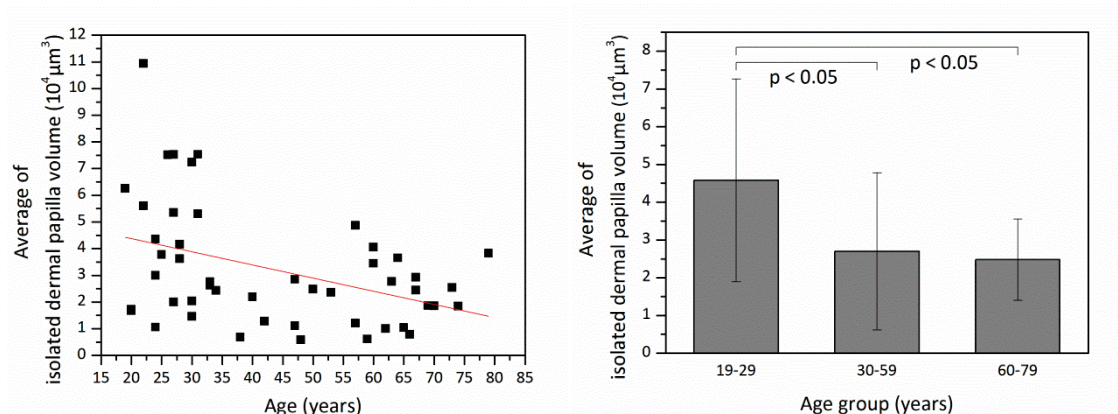 Average of
isolated dermal papilla volume (10⁴µm³)
12
11
10
9
8
7
6
5
4
3
2
1
0
15 20 25 30 35 40 45 50 55 60 65 70 75 80 85
Age (years)
Average of
isolated dermal papilla volume (10⁴µm³)
8
7
6
5
4
3
2
1
0
p < 0.05
p < 0.05
19-29 30-59 60-79
Age group (years)